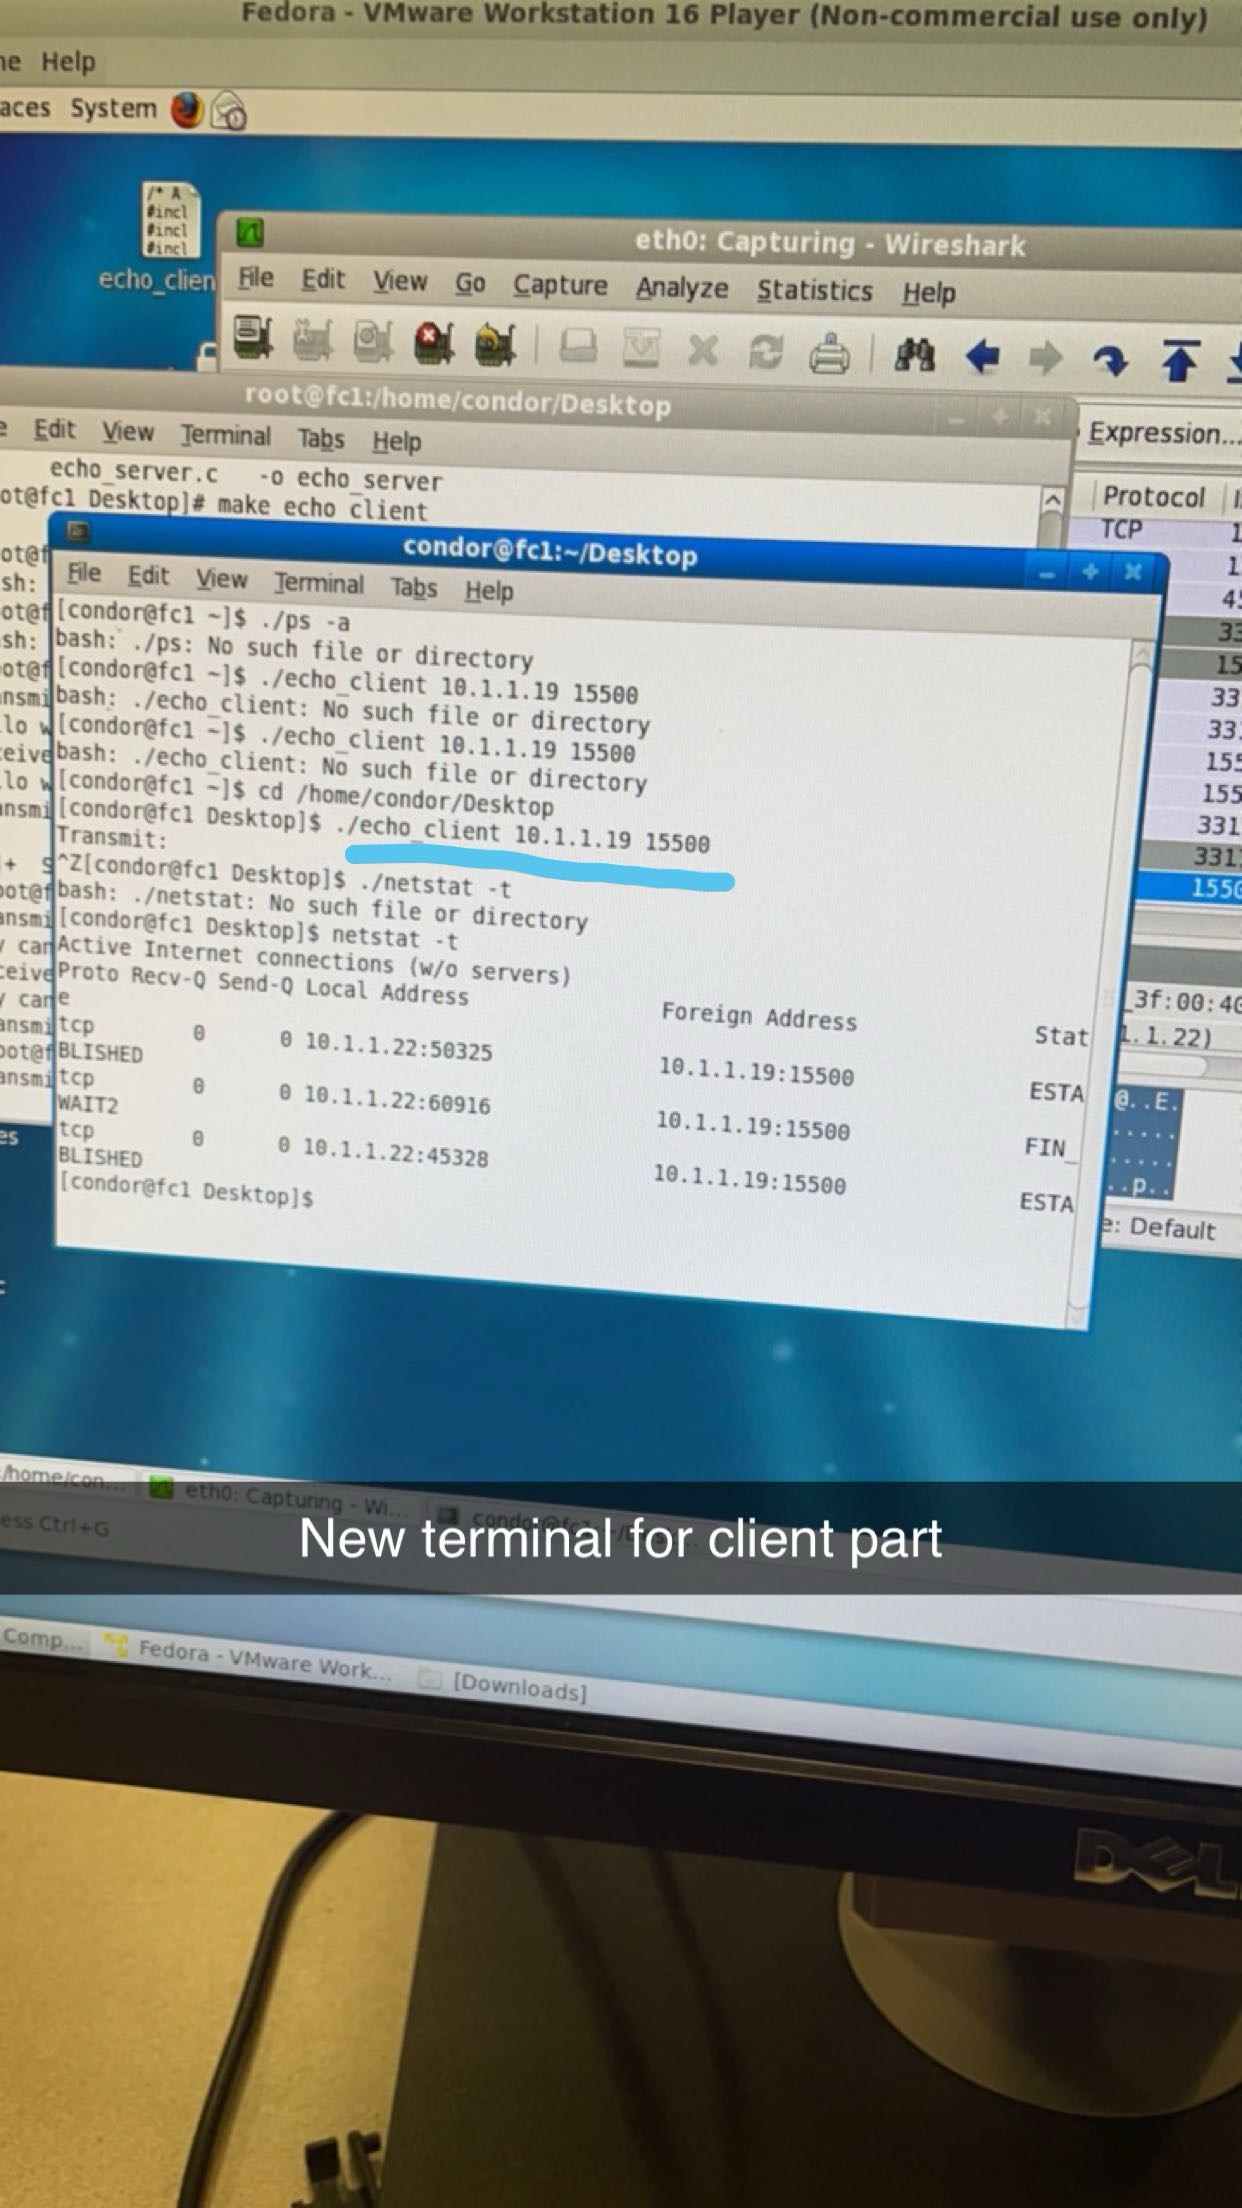 Fedora - VMware Workstation 16 Player (Non-commercial use only)
Help
System
/* A
#incl
#incl
#incl
echo_clien
eth0: Capturing - Wireshark
File Edit View Go Capture Analyze Statistics Help
root@fc1:/home/condor/Desktop
Edit View Terminal Tabs Help
Expression...
echo_server.c -o echo_server
ot@fc1 Desktop]# make echo_client
Protocol
TCP
condor@fc1:~/Desktop
File Edit View Terminal Tabs Help
[condor@fc1 ~]$ ./ps -a
bash: ./ps: No such file or directory
[condor@fc1 ~]$ ./echo_client 10.1.1.19 15500
bash: ./echo_client: No such file or directory
[condor@fc1 ~]$ ./echo_client 10.1.1.19 15500
bash: ./echo_client: No such file or directory
[condor@fc1 ~]$ cd /home/condor/Desktop
[condor@fc1 Desktop]$ ./echo_client 10.1.1.19 15500
Transmit:
^Z[condor@fc1 Desktop]$ ./netstat -t
bash: ./netstat: No such file or directory
[condor@fc1 Desktop]$ netstat -t
Active Internet connections (w/o servers)
Proto Recv-Q Send-Q Local Address Foreign Address Stat
e
tcp 0 0 10.1.1.22:50325 10.1.1.19:15500 ESTA
BLISHED
tcp 0 0 10.1.1.22:60916 10.1.1.19:15500 FIN_
WAIT2
tcp 0 0 10.1.1.22:45328 10.1.1.19:15500 ESTA
BLISHED
[condor@fc1 Desktop]$
_3f:00:40
1.1.22)
@..E.
.....
.....
..p..
e: Default
/home/con...
eth0: Capturing - Wi...
ess Ctrl+G
New terminal for client part
Comp...
Fedora - VMware Work...
[Downloads]
DELL